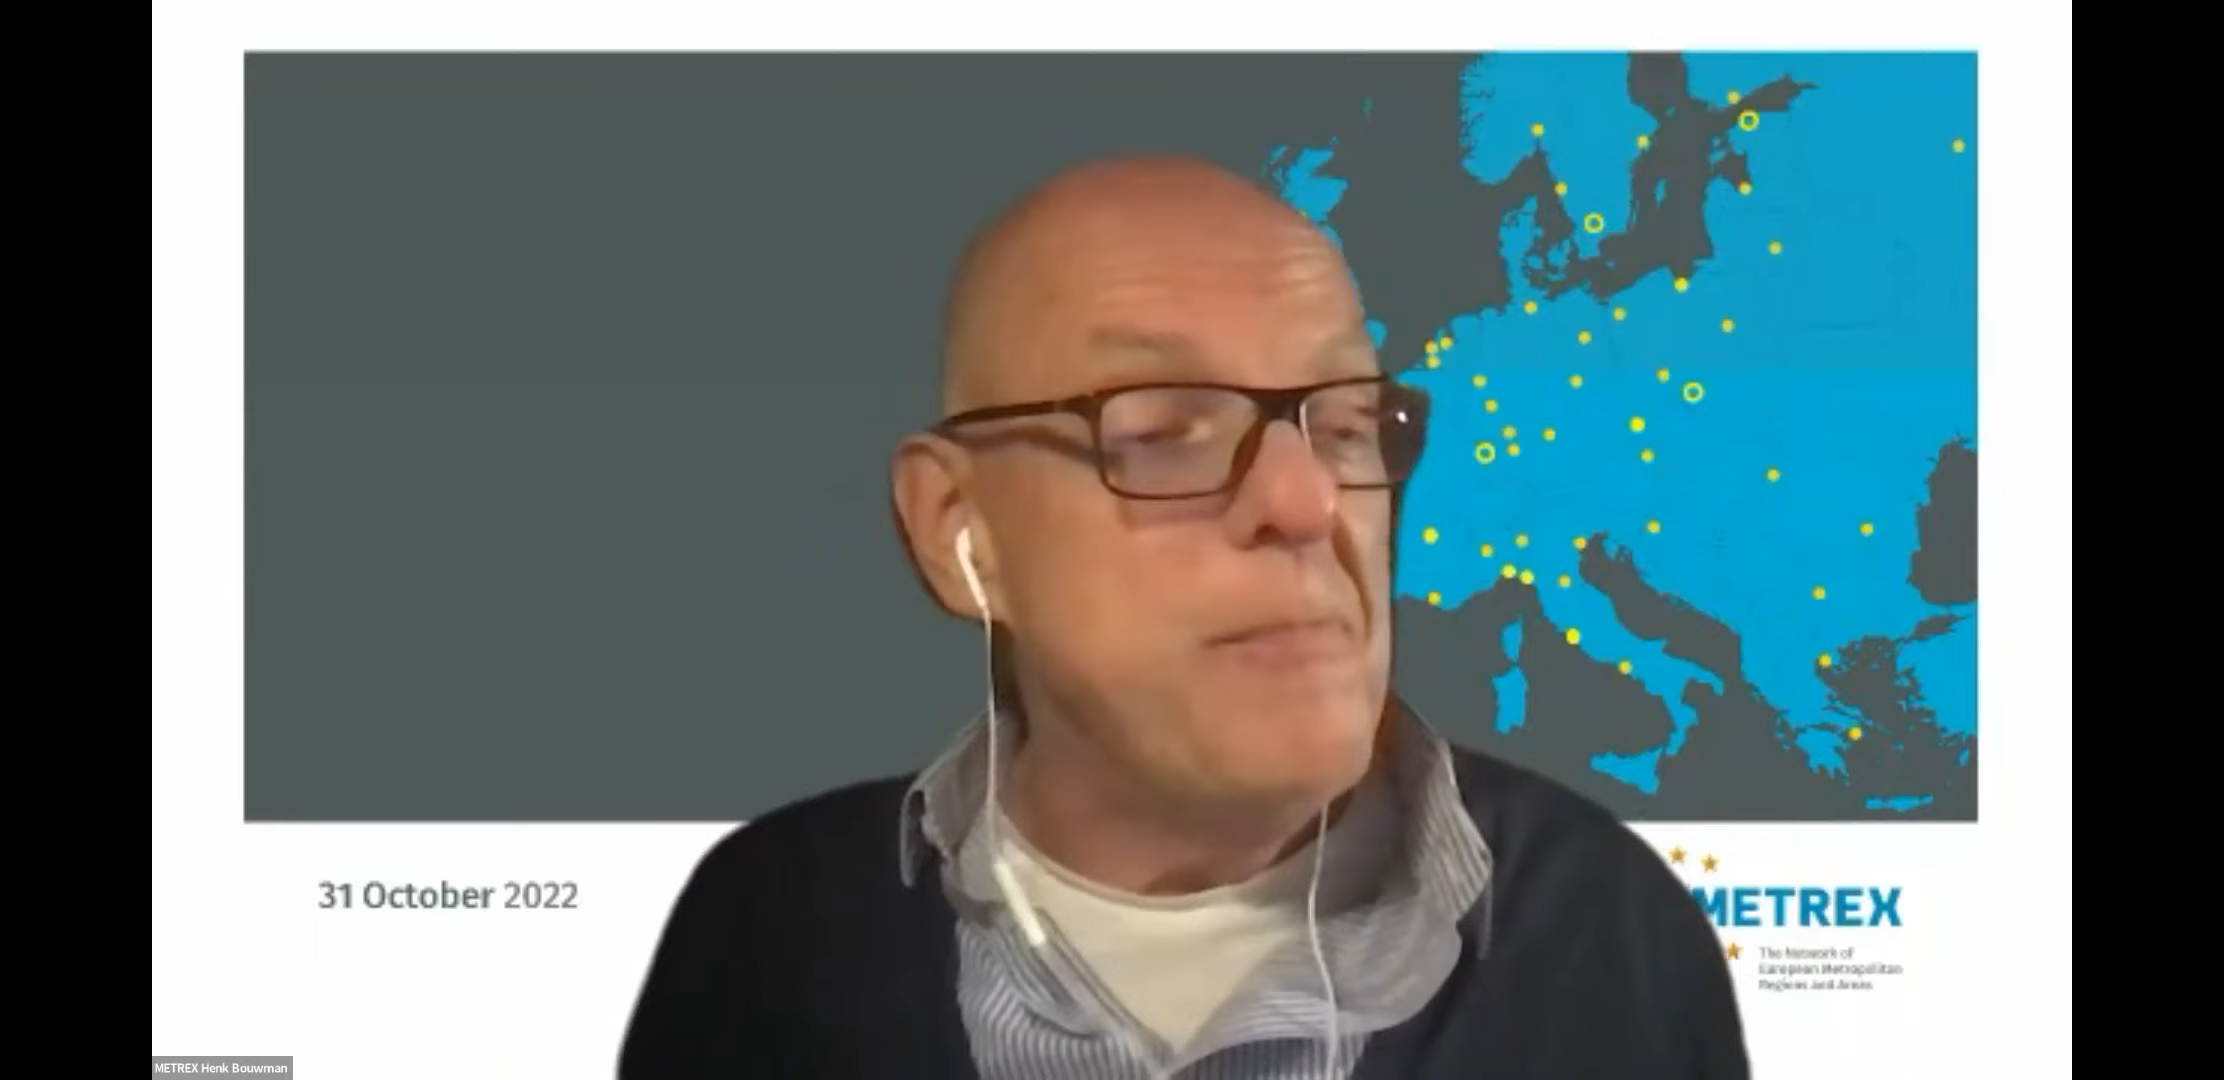 31 October 2022
METREX
The Network of
European Metropolitan
Regions and Areas
METREX Henk Bouwman